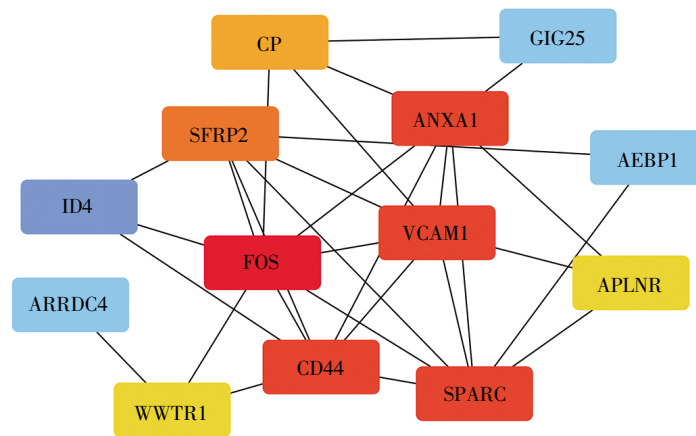 CP
GIG25
ANXA1
SFRP2
AEBP1
ID4
VCAM1
FOS
APLNR
ARRDC4
CD44
SPARC
WWTR1